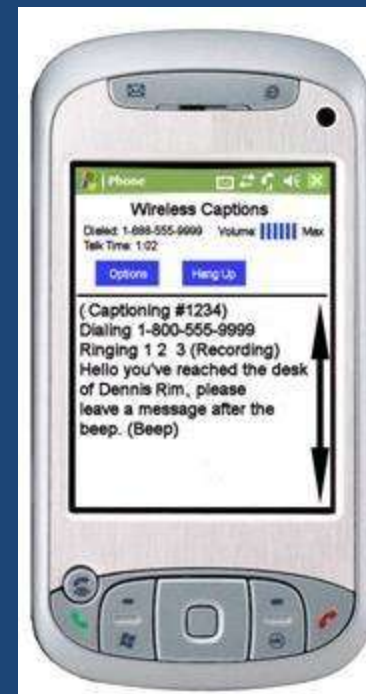 Phone
Wireless Captions
Dialed: 1-888-555-9999 Volume: Max
Talk Time: 1:02
Options Hang Up
( Captioning #1234)
Dialing 1-800-555-9999
Ringing 1 2 3 (Recording)
Hello you've reached the desk
of Dennis Rim, please
leave a message after the
beep. (Beep)